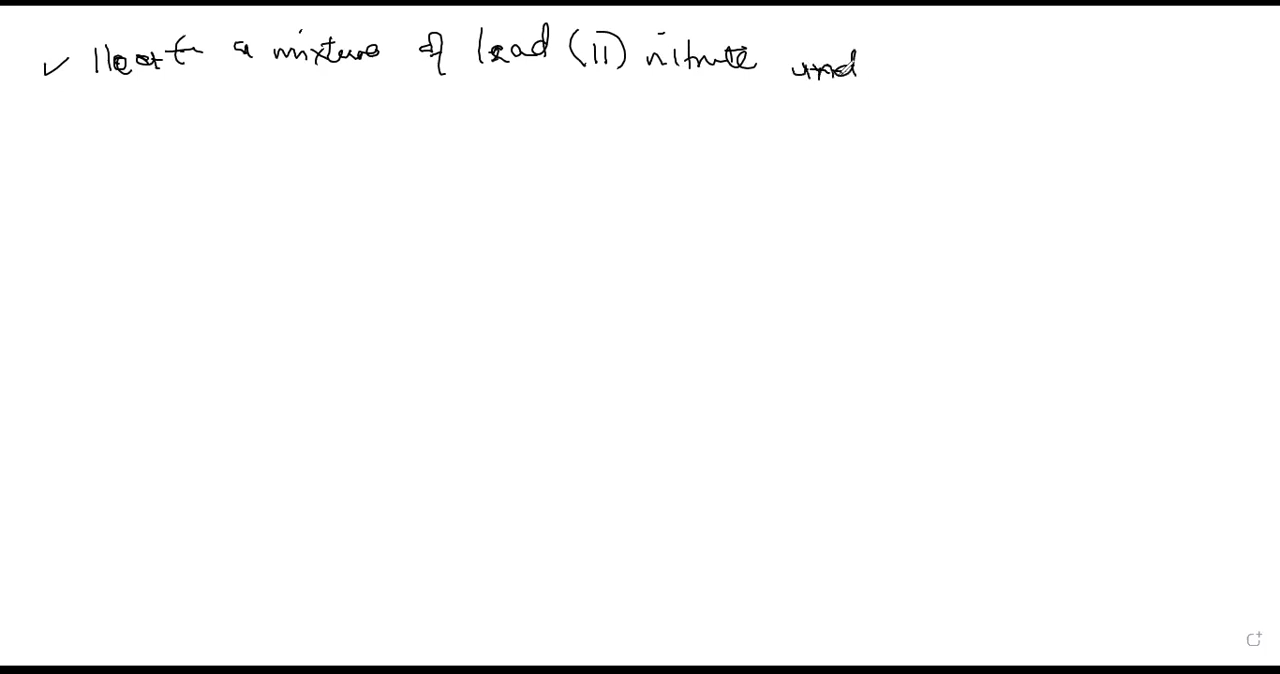 ✓ Heat a mixture of lead (II) nitrate and